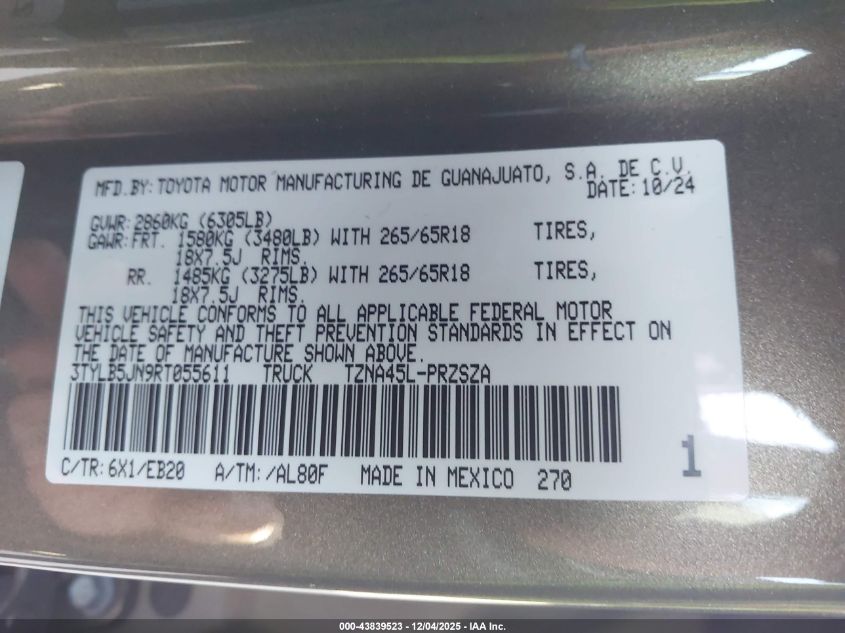 MFD.BY:TOYOTA MOTOR MANUFACTURING DE GUANAJUATO, S.A. DE C.V.
DATE:10/24
GVWR:2860KG (6305LB)
GAWR:FRT. 1580KG (3480LB) WITH 265/65R18 TIRES,
18X7.5J RIMS.
RR. 1485KG (3275LB) WITH 265/65R18 TIRES,
18X7.5J RIMS.
THIS VEHICLE CONFORMS TO ALL APPLICABLE FEDERAL MOTOR
VEHICLE SAFETY AND THEFT PREVENTION STANDARDS IN EFFECT ON
THE DATE OF MANUFACTURE SHOWN ABOVE.
3TYLB5JN9RT055611 TRUCK TZNA45L-PRZSZA
C/TR:6X1/EB20 A/TM:/AL80F MADE IN MEXICO 270
1
000-43839523 - 12/04/2025 - IAA Inc.